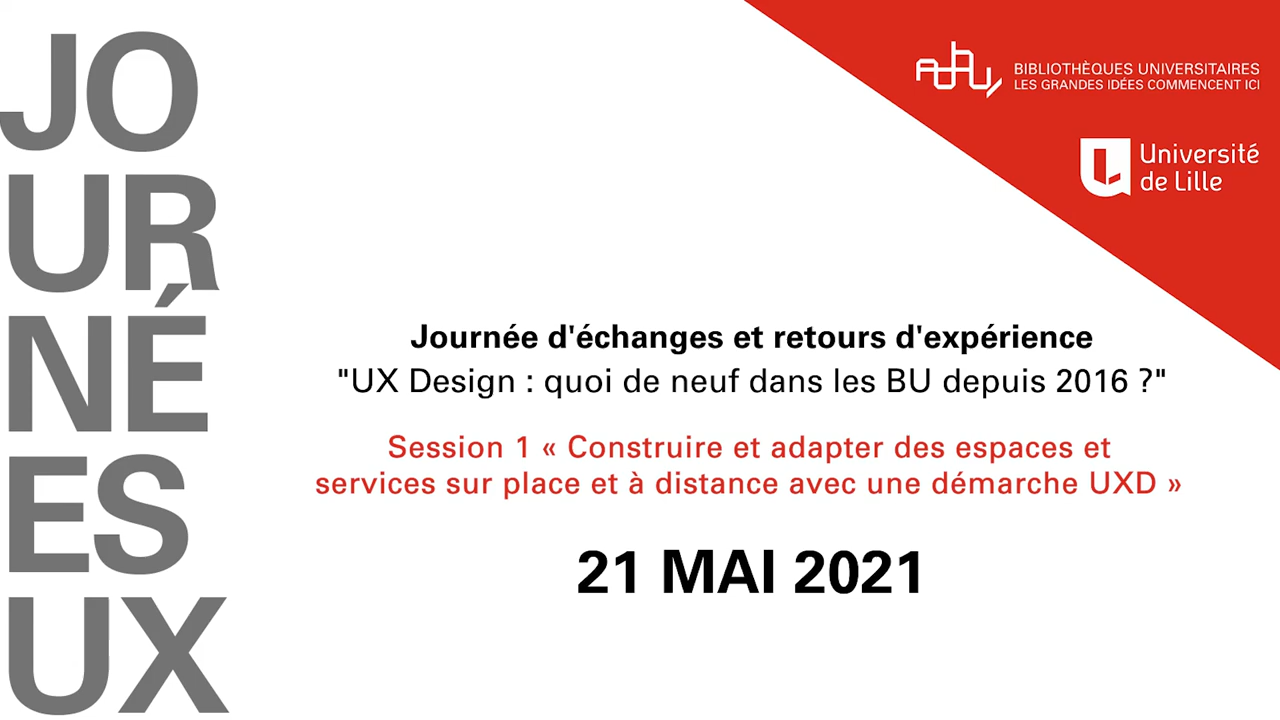 JO
UR
NÉ
ES
UX
BIBLIOTHÈQUES UNIVERSITAIRES
LES GRANDES IDÉES COMMENCENT ICI
Université
de Lille
Journée d'échanges et retours d'expérience
"UX Design : quoi de neuf dans les BU depuis 2016 ?"
Session 1 « Construire et adapter des espaces et
services sur place et à distance avec une démarche UXD »
21 MAI 2021